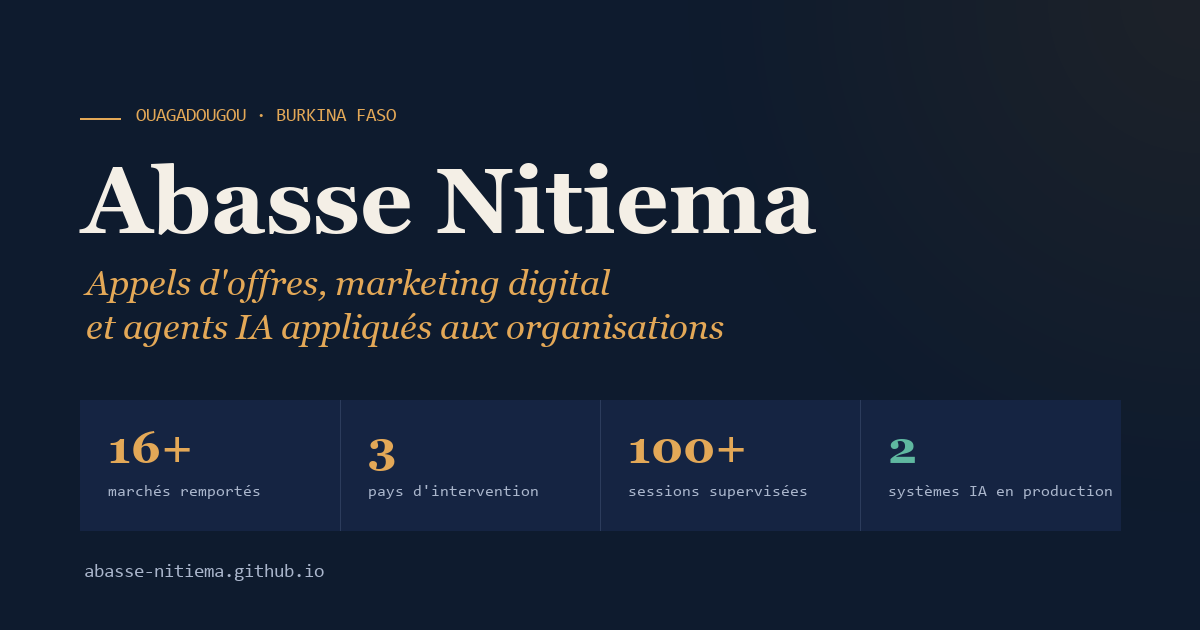 OUAGADOUGOU · BURKINA FASO
Abasse Nitiema
Appels d'offres, marketing digital
et agents IA appliqués aux organisations
16+
marchés remportés
3
pays d'intervention
100+
sessions supervisées
2
systèmes IA en production
abasse-nitiema.github.io